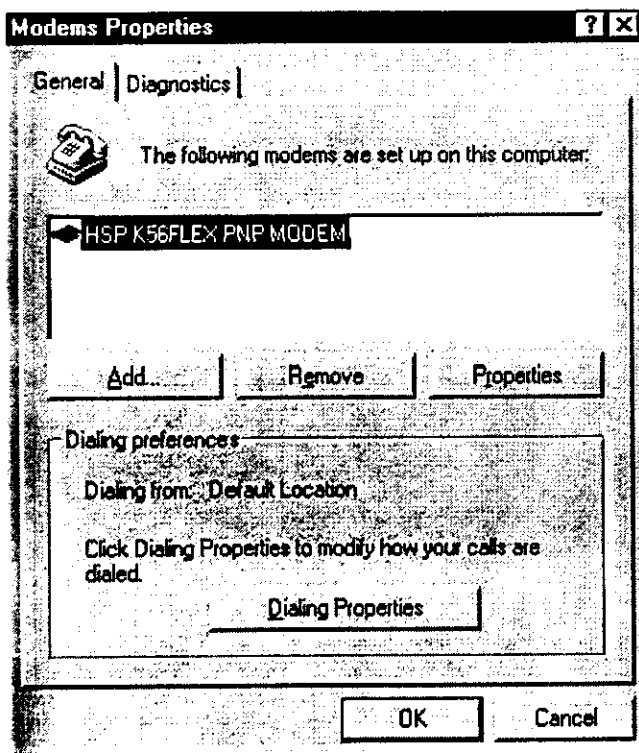 Modems Properties
General Diagnostics
The following modems are set up on this computer:
HSP K56FLEX PNP MODEM
Add... Remove Properties
Dialing preferences
Dialing from: Default Location
Click Dialing Properties to modify how your calls are
dialed.
Dialing Properties
OK Cancel